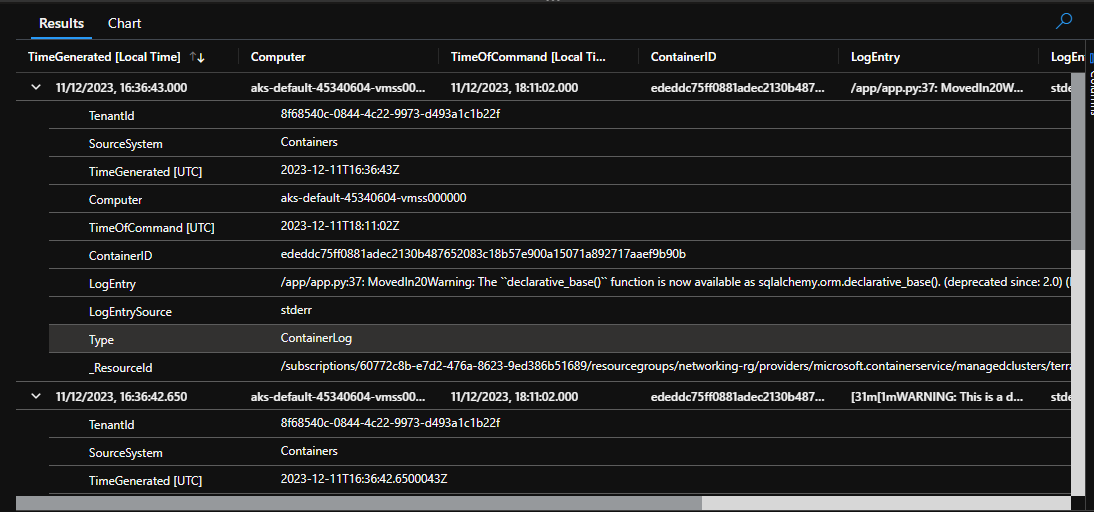 Results Chart
TimeGenerated [Local Time] Computer TimeOfCommand [Local Ti... ContainerID LogEntry LogEnt
11/12/2023, 16:36:43.000 aks-default-45340604-vmss00... 11/12/2023, 18:11:02.000 ededdc75ff0881adec2130b487... /app/app.py:37: MovedIn20W... stde
TenantId 8f68540c-0844-4c22-9973-d493a1c1b22f
SourceSystem Containers
TimeGenerated [UTC] 2023-12-11T16:36:43Z
Computer aks-default-45340604-vmss000000
TimeOfCommand [UTC] 2023-12-11T18:11:02Z
ContainerID ededdc75ff0881adec2130b487652083c18b57e900a15071a892717aaef9b90b
LogEntry /app/app.py:37: MovedIn20Warning: The ``declarative_base()`` function is now available as sqlalchemy.orm.declarative_base(). (deprecated since: 2.0) (
LogEntrySource stderr
Type ContainerLog
_ResourceId /subscriptions/60772c8b-e7d2-476a-8623-9ed386b51689/resourcegroups/networking-rg/providers/microsoft.containerservice/managedclusters/terra
11/12/2023, 16:36:42.650 aks-default-45340604-vmss00... 11/12/2023, 18:11:02.000 ededdc75ff0881adec2130b487... [31m[1mWARNING: This is a d... stde
TenantId 8f68540c-0844-4c22-9973-d493a1c1b22f
SourceSystem Containers
TimeGenerated [UTC] 2023-12-11T16:36:42.6500043Z